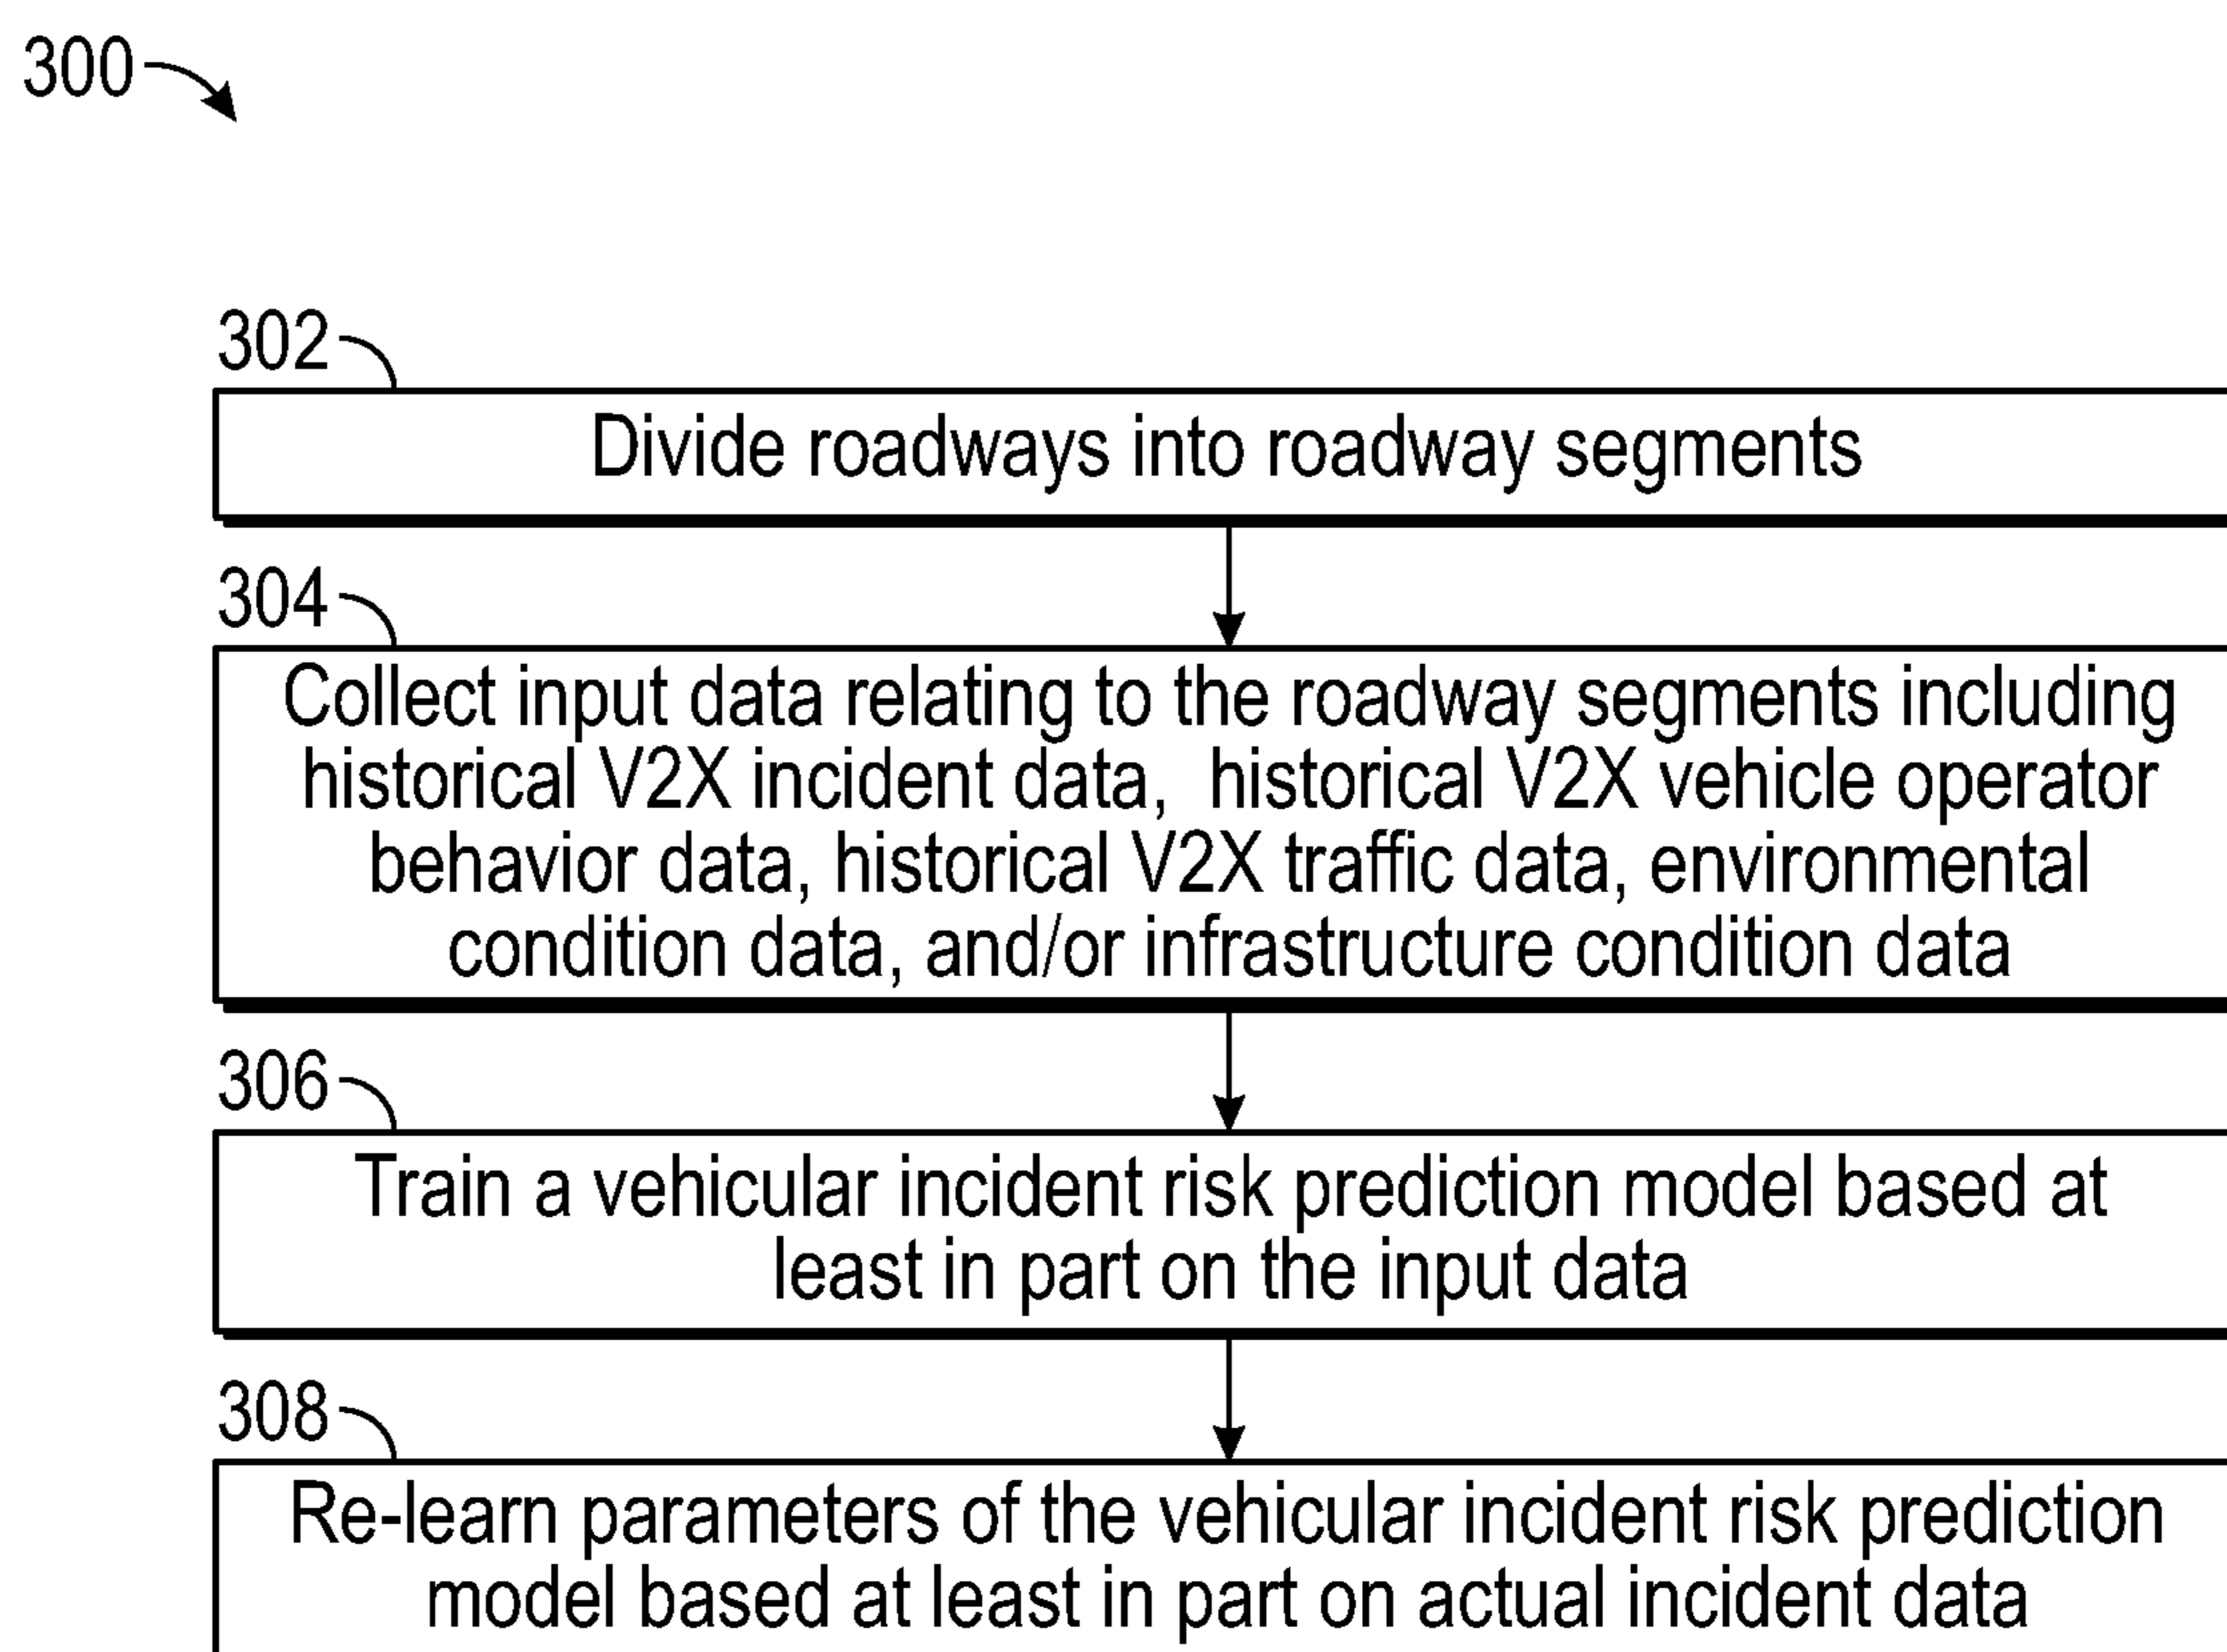 300
302
Divide roadways into roadway segments
304
Collect input data relating to the roadway segments including
historical V2X incident data, historical V2X vehicle operator
behavior data, historical V2X traffic data, environmental
condition data, and/or infrastructure condition data
306
Train a vehicular incident risk prediction model based at
least in part on the input data
308
Re-learn parameters of the vehicular incident risk prediction
model based at least in part on actual incident data